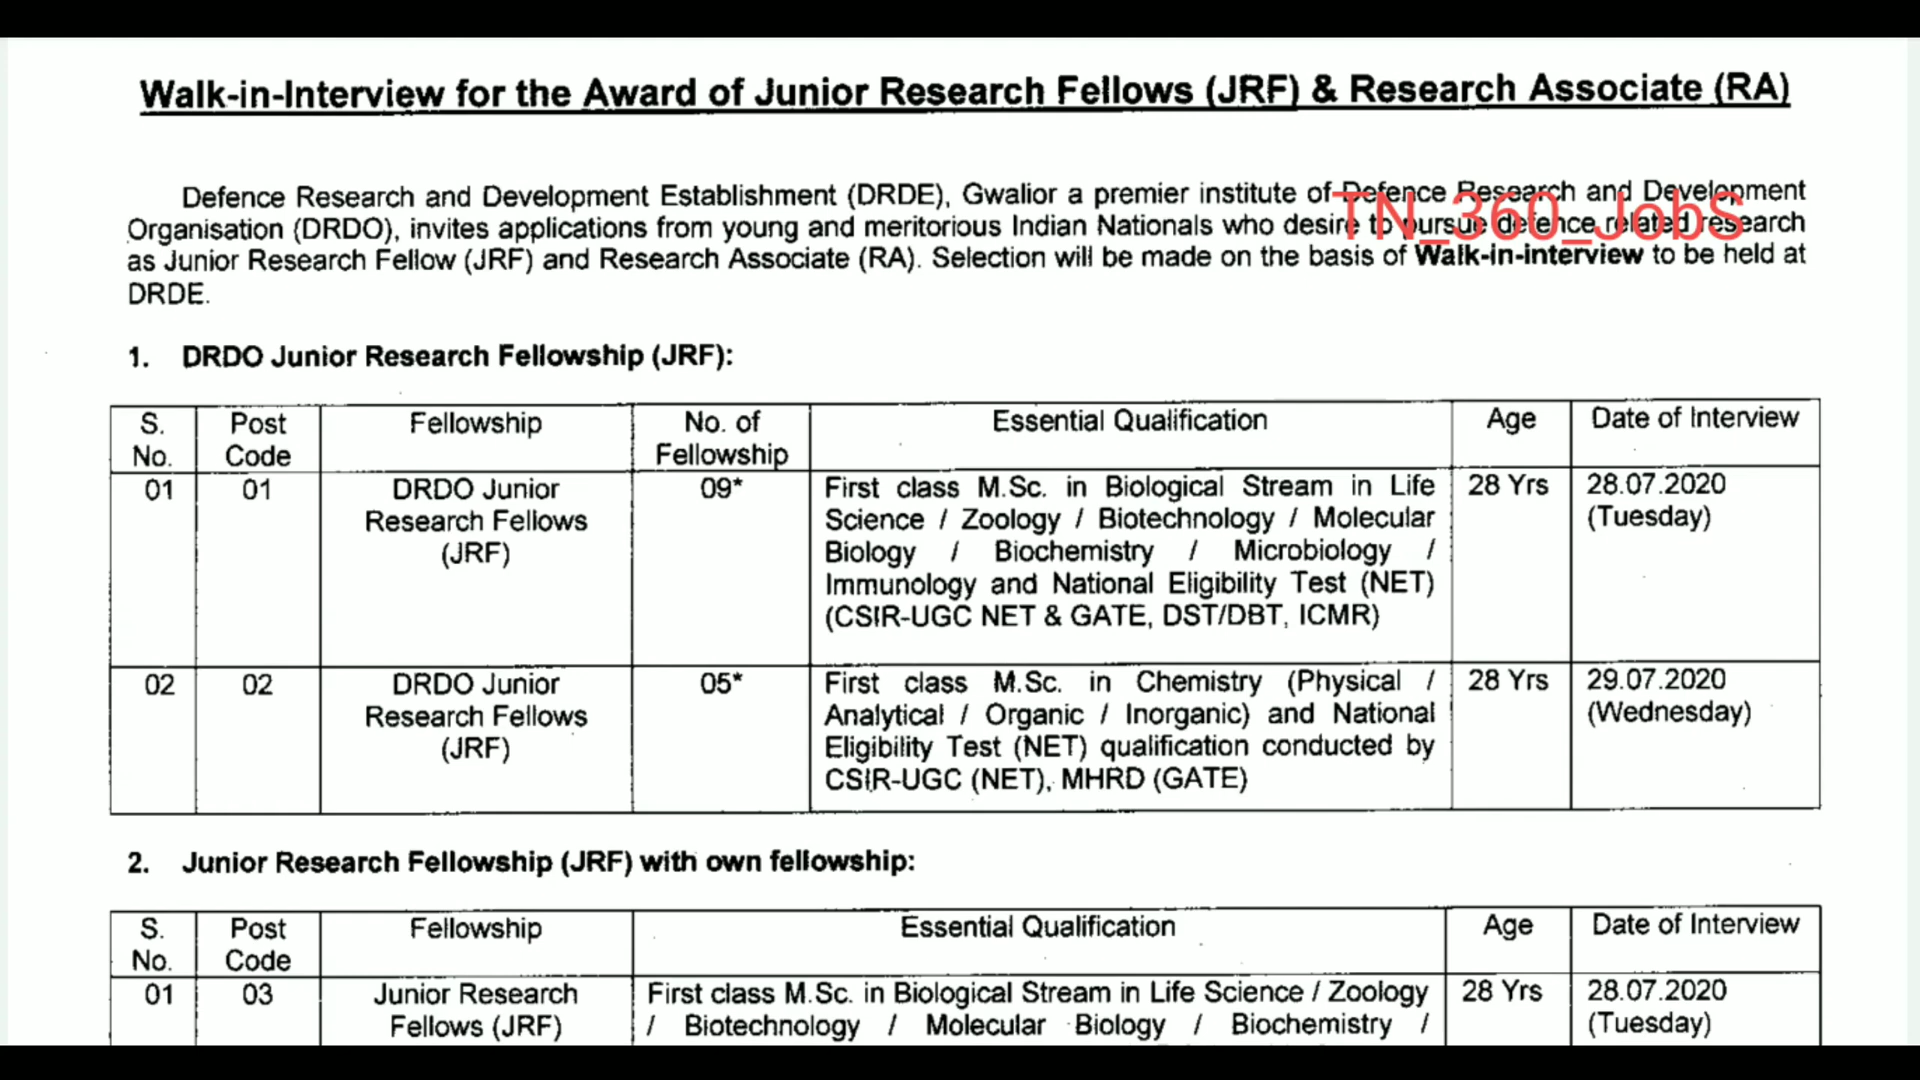 Walk-in-Interview for the Award of Junior Research Fellows (JRF) & Research Associate (RA)
Defence Research and Development Establishment (DRDE), Gwalior a premier institute of Defence Research and Development
Organisation (DRDO), invites applications from young and meritorious Indian Nationals who desire to pursue defence related research
as Junior Research Fellow (JRF) and Research Associate (RA). Selection will be made on the basis of Walk-in-interview to be held at
DRDE.
TN_360_JobS
1. DRDO Junior Research Fellowship (JRF):
S. No. Post Code Fellowship No. of Fellowship Essential Qualification Age Date of Interview
01 01 DRDO Junior Research Fellows (JRF) 09* First class M.Sc. in Biological Stream in Life 28 Yrs 28.07.2020 (Tuesday)
Science / Zoology / Biotechnology / Molecular
Biology / Biochemistry / Microbiology /
Immunology and National Eligibility Test (NET)
(CSIR-UGC NET & GATE, DST/DBT, ICMR)
02 02 DRDO Junior Research Fellows (JRF) 05* First class M.Sc. in Chemistry (Physical / 28 Yrs 29.07.2020 (Wednesday)
Analytical / Organic / Inorganic) and National
Eligibility Test (NET) qualification conducted by
CSIR-UGC (NET), MHRD (GATE)
2. Junior Research Fellowship (JRF) with own fellowship:
S. No. Post Code Fellowship Essential Qualification Age Date of Interview
01 03 Junior Research Fellows (JRF) First class M.Sc. in Biological Stream in Life Science / Zoology 28 Yrs 28.07.2020 (Tuesday)
/ Biotechnology / Molecular Biology / Biochemistry /